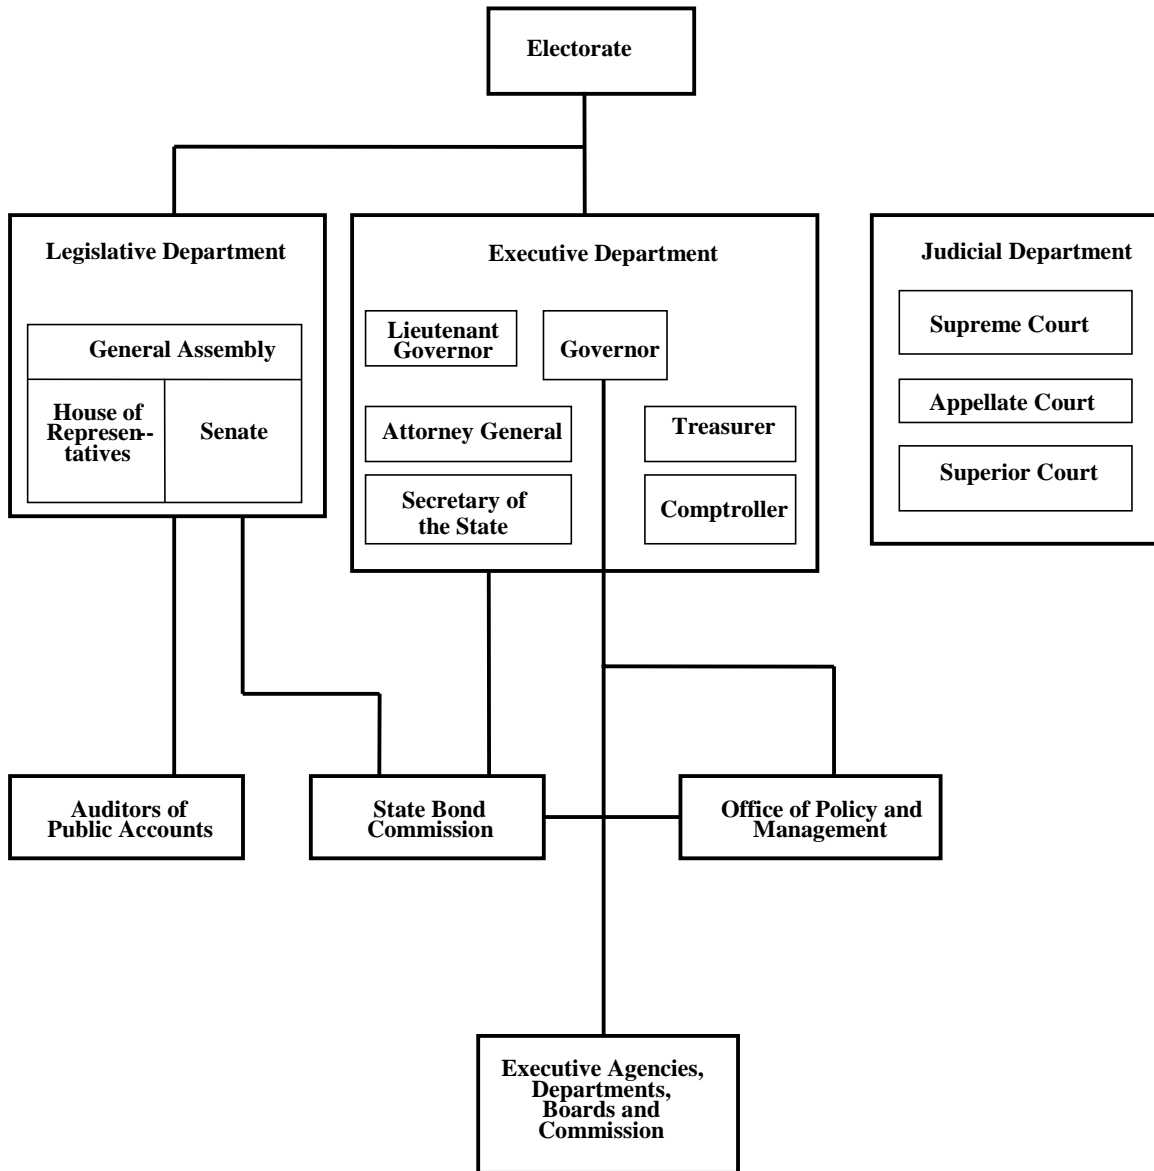 Electorate
Legislative Department
General Assembly
House of
Represen--
tatives
Senate
Executive Department
Lieutenant
Governor
Governor
Attorney General
Treasurer
Secretary of
the State
Comptroller
Judicial Department
Supreme Court
Appellate Court
Superior Court
Auditors of
Public Accounts
State Bond
Commission
Office of Policy and
Management
Executive Agencies,
Departments,
Boards and
Commission